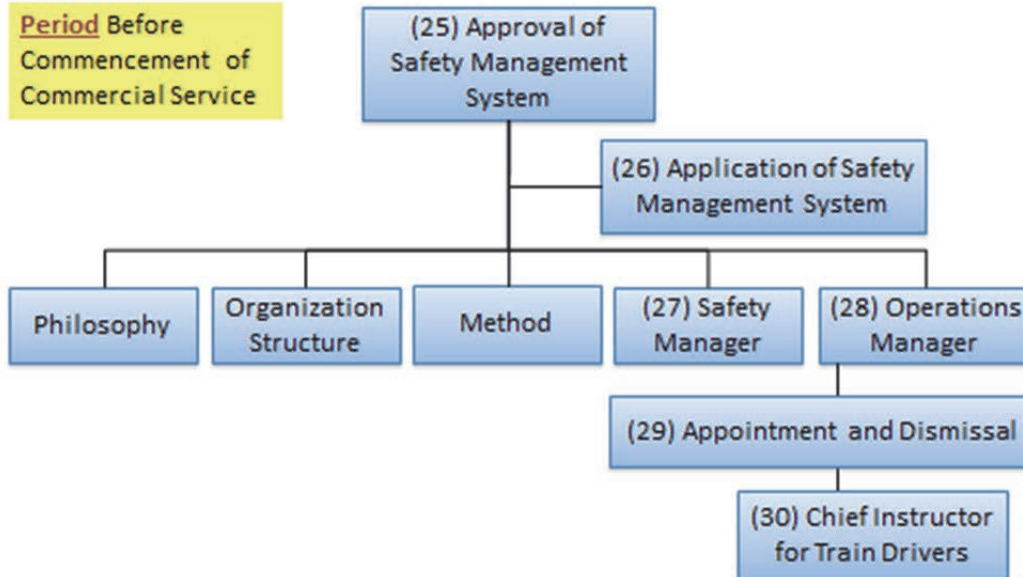 Period Before
Commencement of
Commercial Service
(25) Approval of
Safety Management
System
(26) Application of Safety
Management System
Philosophy
Organization
Structure
Method
(27) Safety
Manager
(28) Operations
Manager
(29) Appointment and Dismissal
(30) Chief Instructor
for Train Drivers